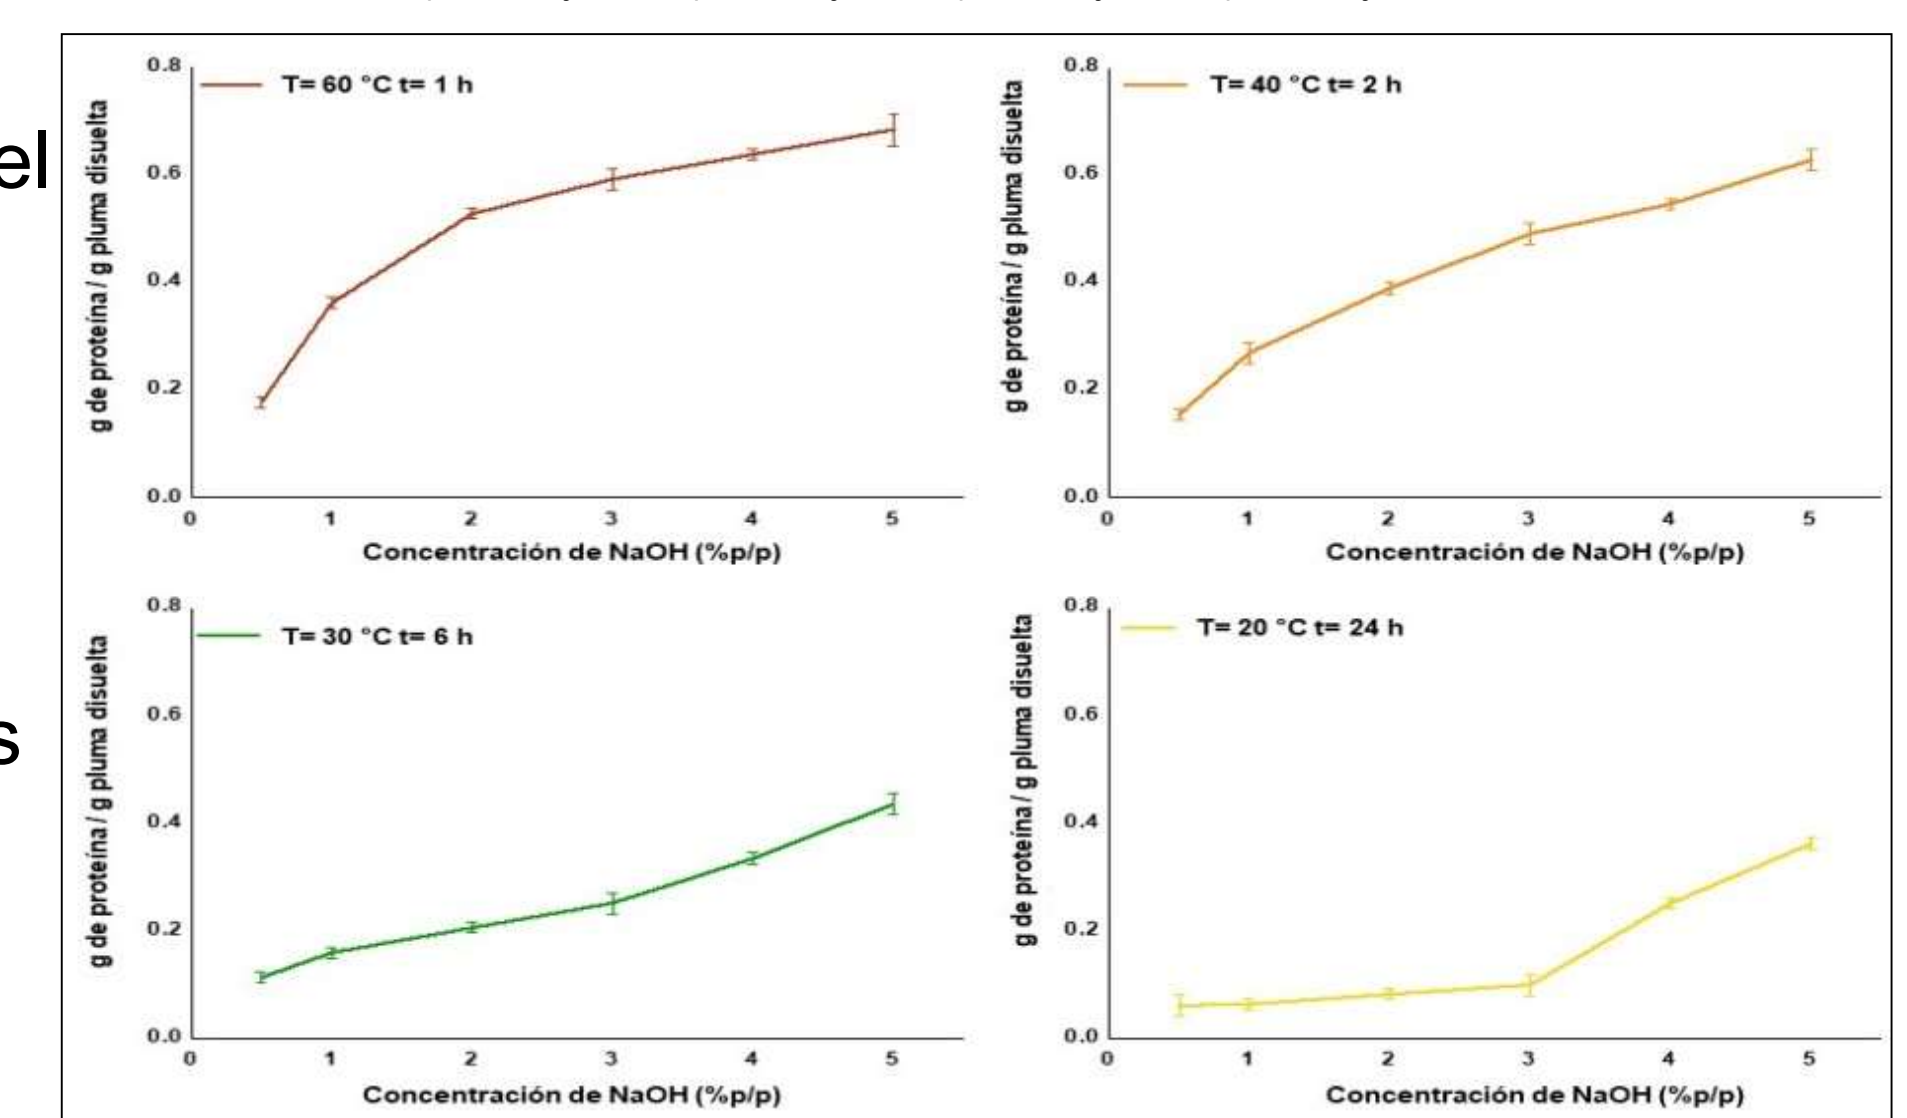 el
s
0.8
T= 60 °C t= 1 h
0.6
0.4
0.2
0.0
g de proteína / g pluma disuelta
0 1 2 3 4 5
Concentración de NaOH (%p/p)
0.8
T= 40 °C t= 2 h
0.6
0.4
0.2
0.0
g de proteína / g pluma disuelta
0 1 2 3 4 5
Concentración de NaOH (%p/p)
0.8
T= 30 °C t= 6 h
0.6
0.4
0.2
0.0
g de proteína / g pluma disuelta
0 1 2 3 4 5
Concentración de NaOH (%p/p)
0.8
T= 20 °C t= 24 h
0.6
0.4
0.2
0.0
g de proteína / g pluma disuelta
0 1 2 3 4 5
Concentración de NaOH (%p/p)